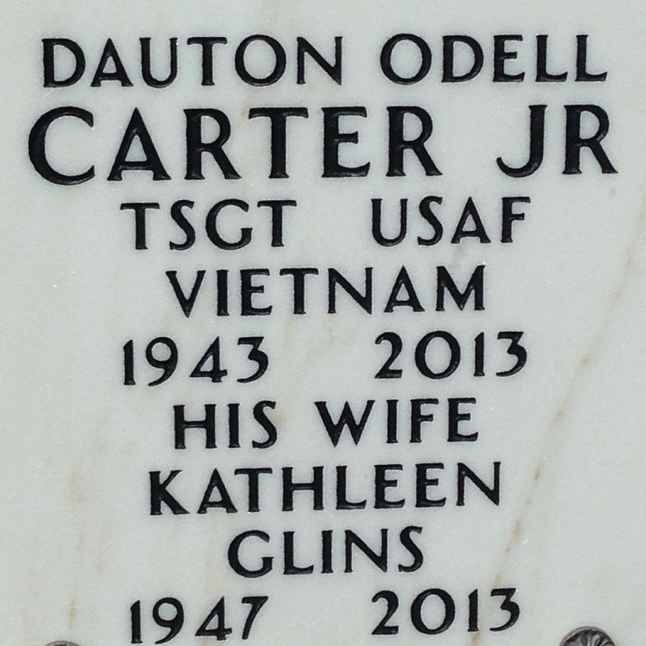 DAUTON ODELL
CARTER JR
TSGT USAF
VIETNAM
1943 2013
HIS WIFE
KATHLEEN
GLINS
1947 2013